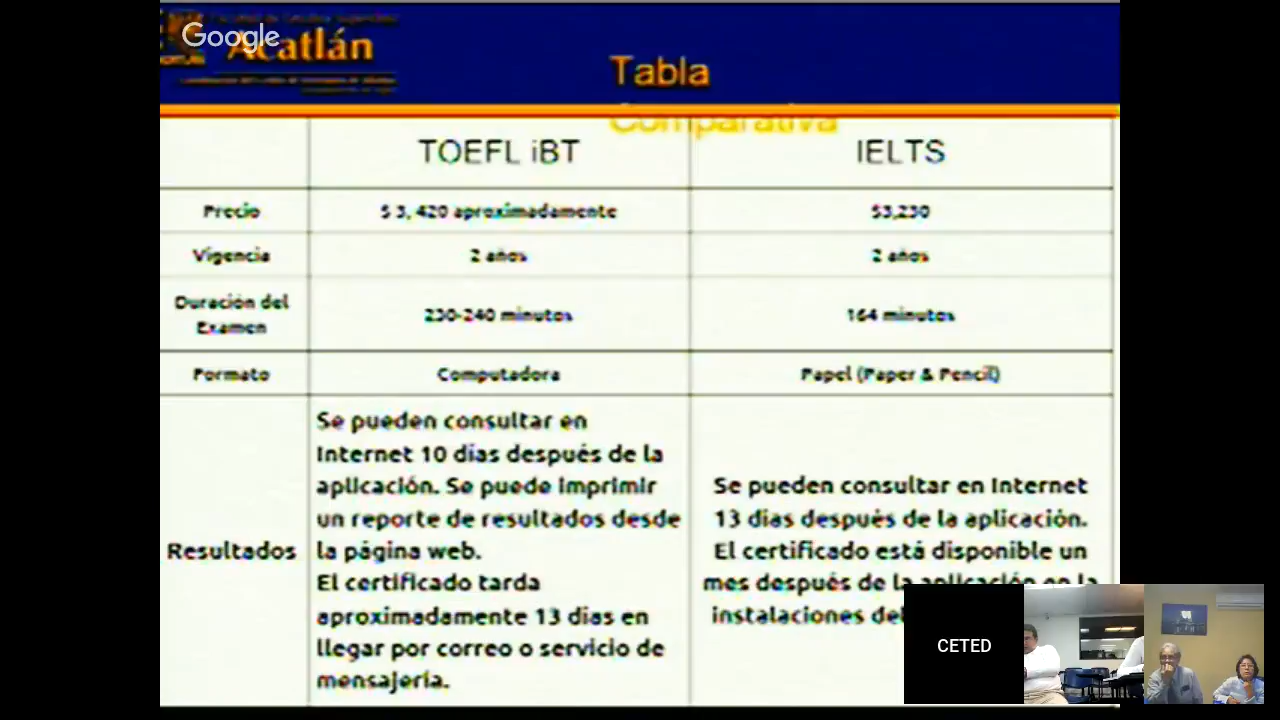 Google
Acatlán
Tabla
Comparativa
TOEFL iBT
IELTS
Precio
$ 3, 420 aproximadamente
$3,230
Vigencia
2 años
2 años
Duración del
Examen
230-240 minutos
164 minutos
Formato
Computadora
Papel (Paper & Pencil)
Resultados
Se pueden consultar en
Internet 10 días después de la
aplicación. Se puede imprimir
un reporte de resultados desde
la página web.
El certificado tarda
aproximadamente 13 días en
llegar por correo o servicio de
mensajería.
Se pueden consultar en Internet
13 días después de la aplicación.
El certificado está disponible un
mes después de la aplicación en la
instalaciones del
CETED